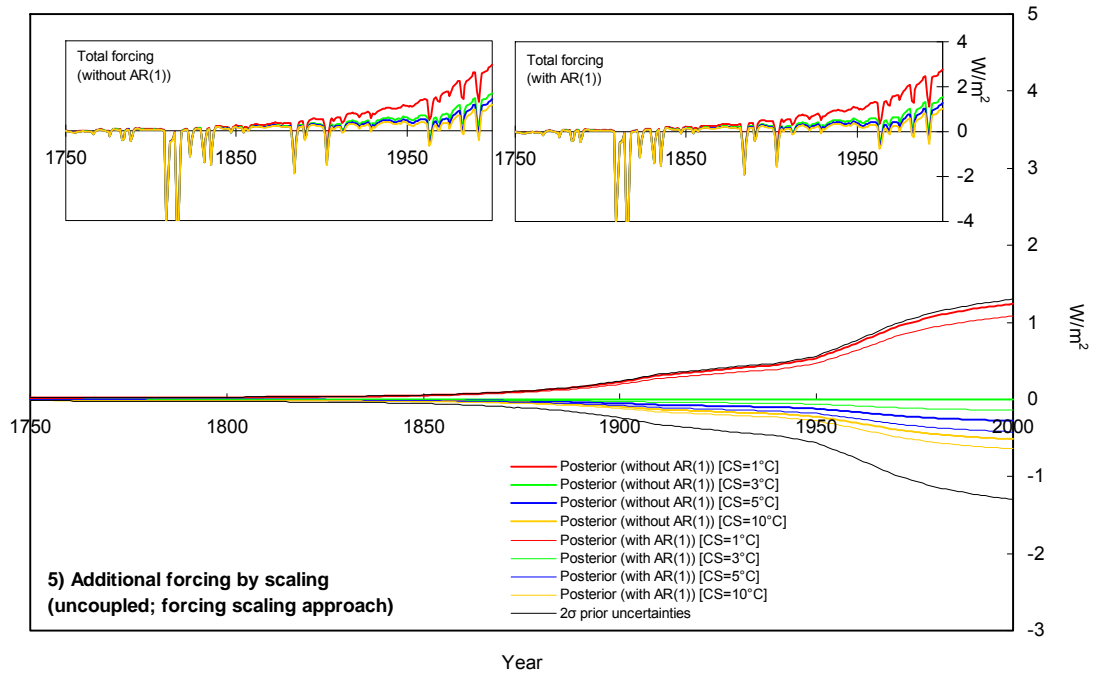 Total forcing
(without AR(1))
1750
1850
1950
Total forcing
(with AR(1))
1750
1850
1950
4
2
0
-2
-4
W/m2
5
4
3
2
1
0
-1
-2
-3
W/m2
1750
1800
1850
1900
1950
2000
Posterior (without AR(1)) [CS=1°C]
Posterior (without AR(1)) [CS=3°C]
Posterior (without AR(1)) [CS=5°C]
Posterior (without AR(1)) [CS=10°C]
Posterior (with AR(1)) [CS=1°C]
Posterior (with AR(1)) [CS=3°C]
Posterior (with AR(1)) [CS=5°C]
Posterior (with AR(1)) [CS=10°C]
2σ prior uncertainties
5) Additional forcing by scaling
(uncoupled; forcing scaling approach)
Year